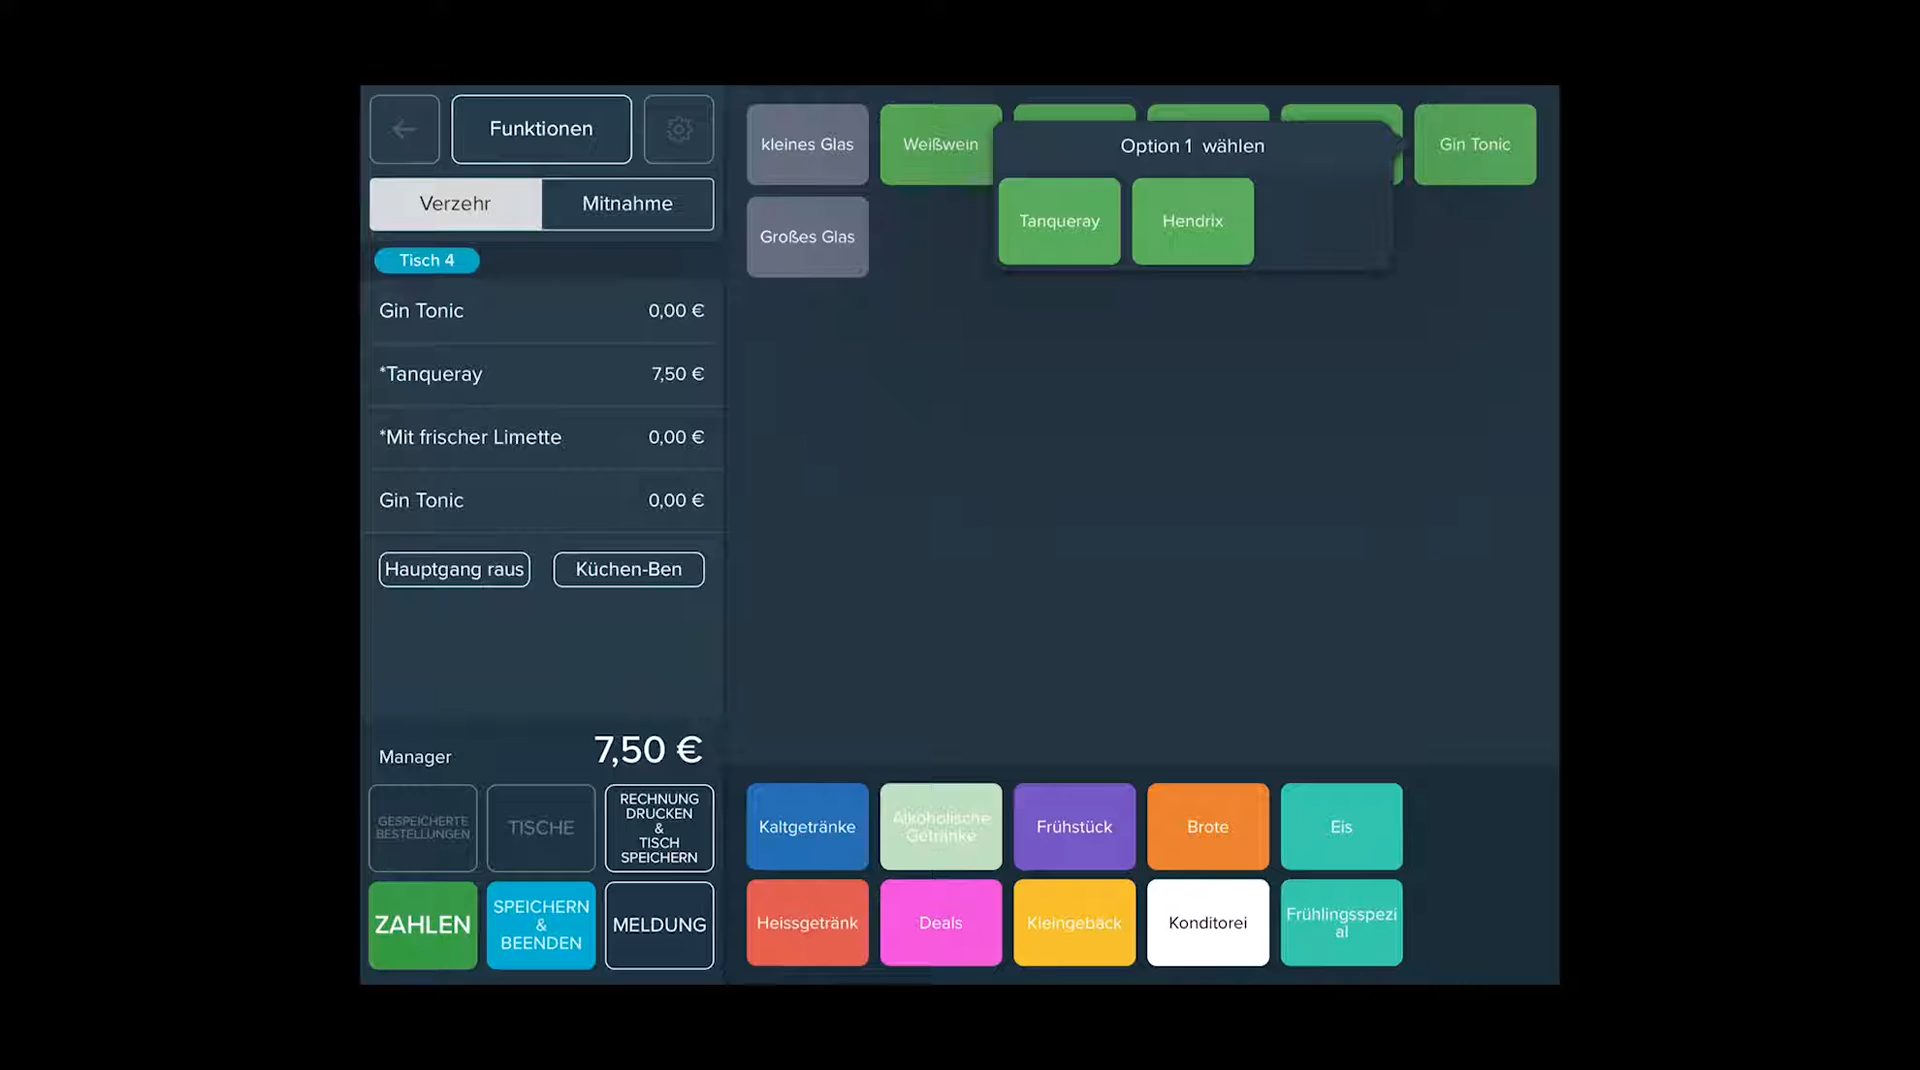 Funktionen
Verzehr
Mitnahme
Tisch 4
Gin Tonic 0,00 €
*Tanqueray 7,50 €
*Mit frischer Limette 0,00 €
Gin Tonic 0,00 €
Hauptgang raus
Küchen-Ben
Manager 7,50 €
GESPEICHERTE
BESTELLUNGEN
TISCHE
RECHNUNG
DRUCKEN
&
TISCH
SPEICHERN
ZAHLEN
SPEICHERN
&
BEENDEN
MELDUNG
kleines Glas
Weißwein
Gin Tonic
Großes Glas
Option 1 wählen
Tanqueray
Hendrix
Kaltgetränke
Alkoholische
Getränke
Frühstück
Brote
Eis
Heissgetränk
Deals
Kleingebäck
Konditorei
Frühlingsspezi
al